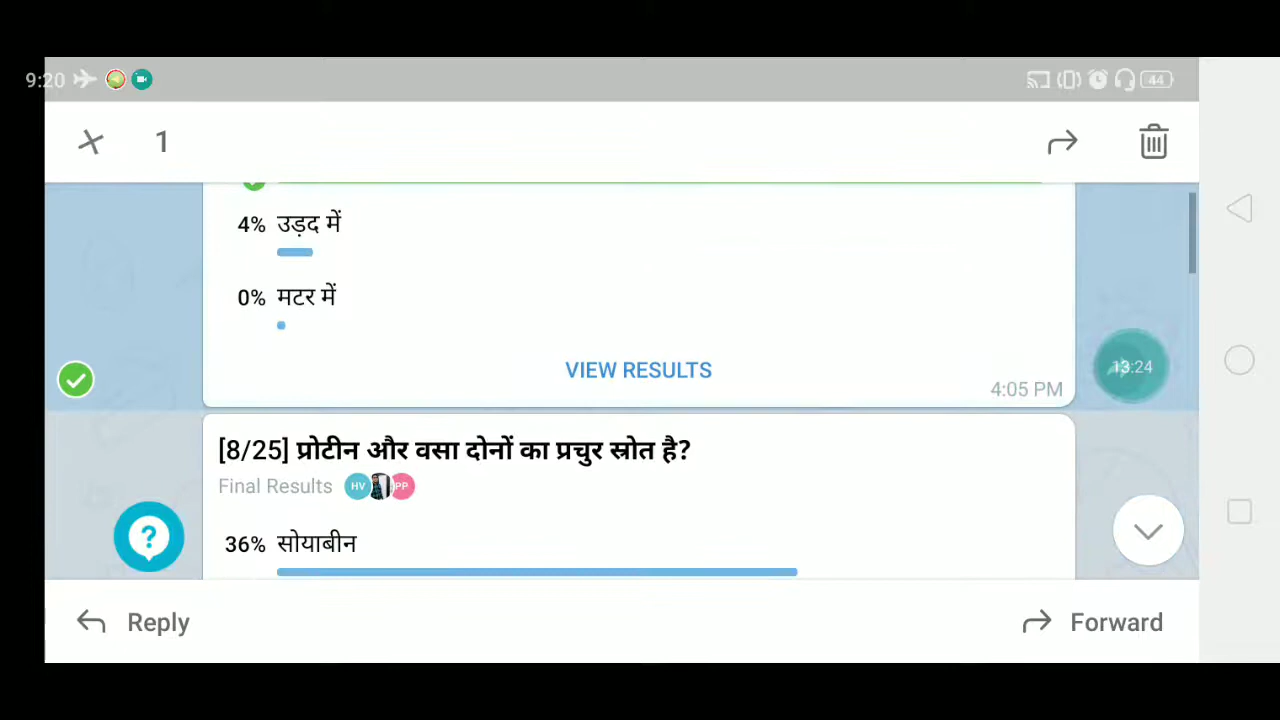 9:20
44
1
4% उड़द में
0% मटर में
VIEW RESULTS
4:05 PM
13:24
[8/25] प्रोटीन और वसा दोनों का प्रचुर स्रोत है?
Final Results HV PP
36% सोयाबीन
Reply
Forward